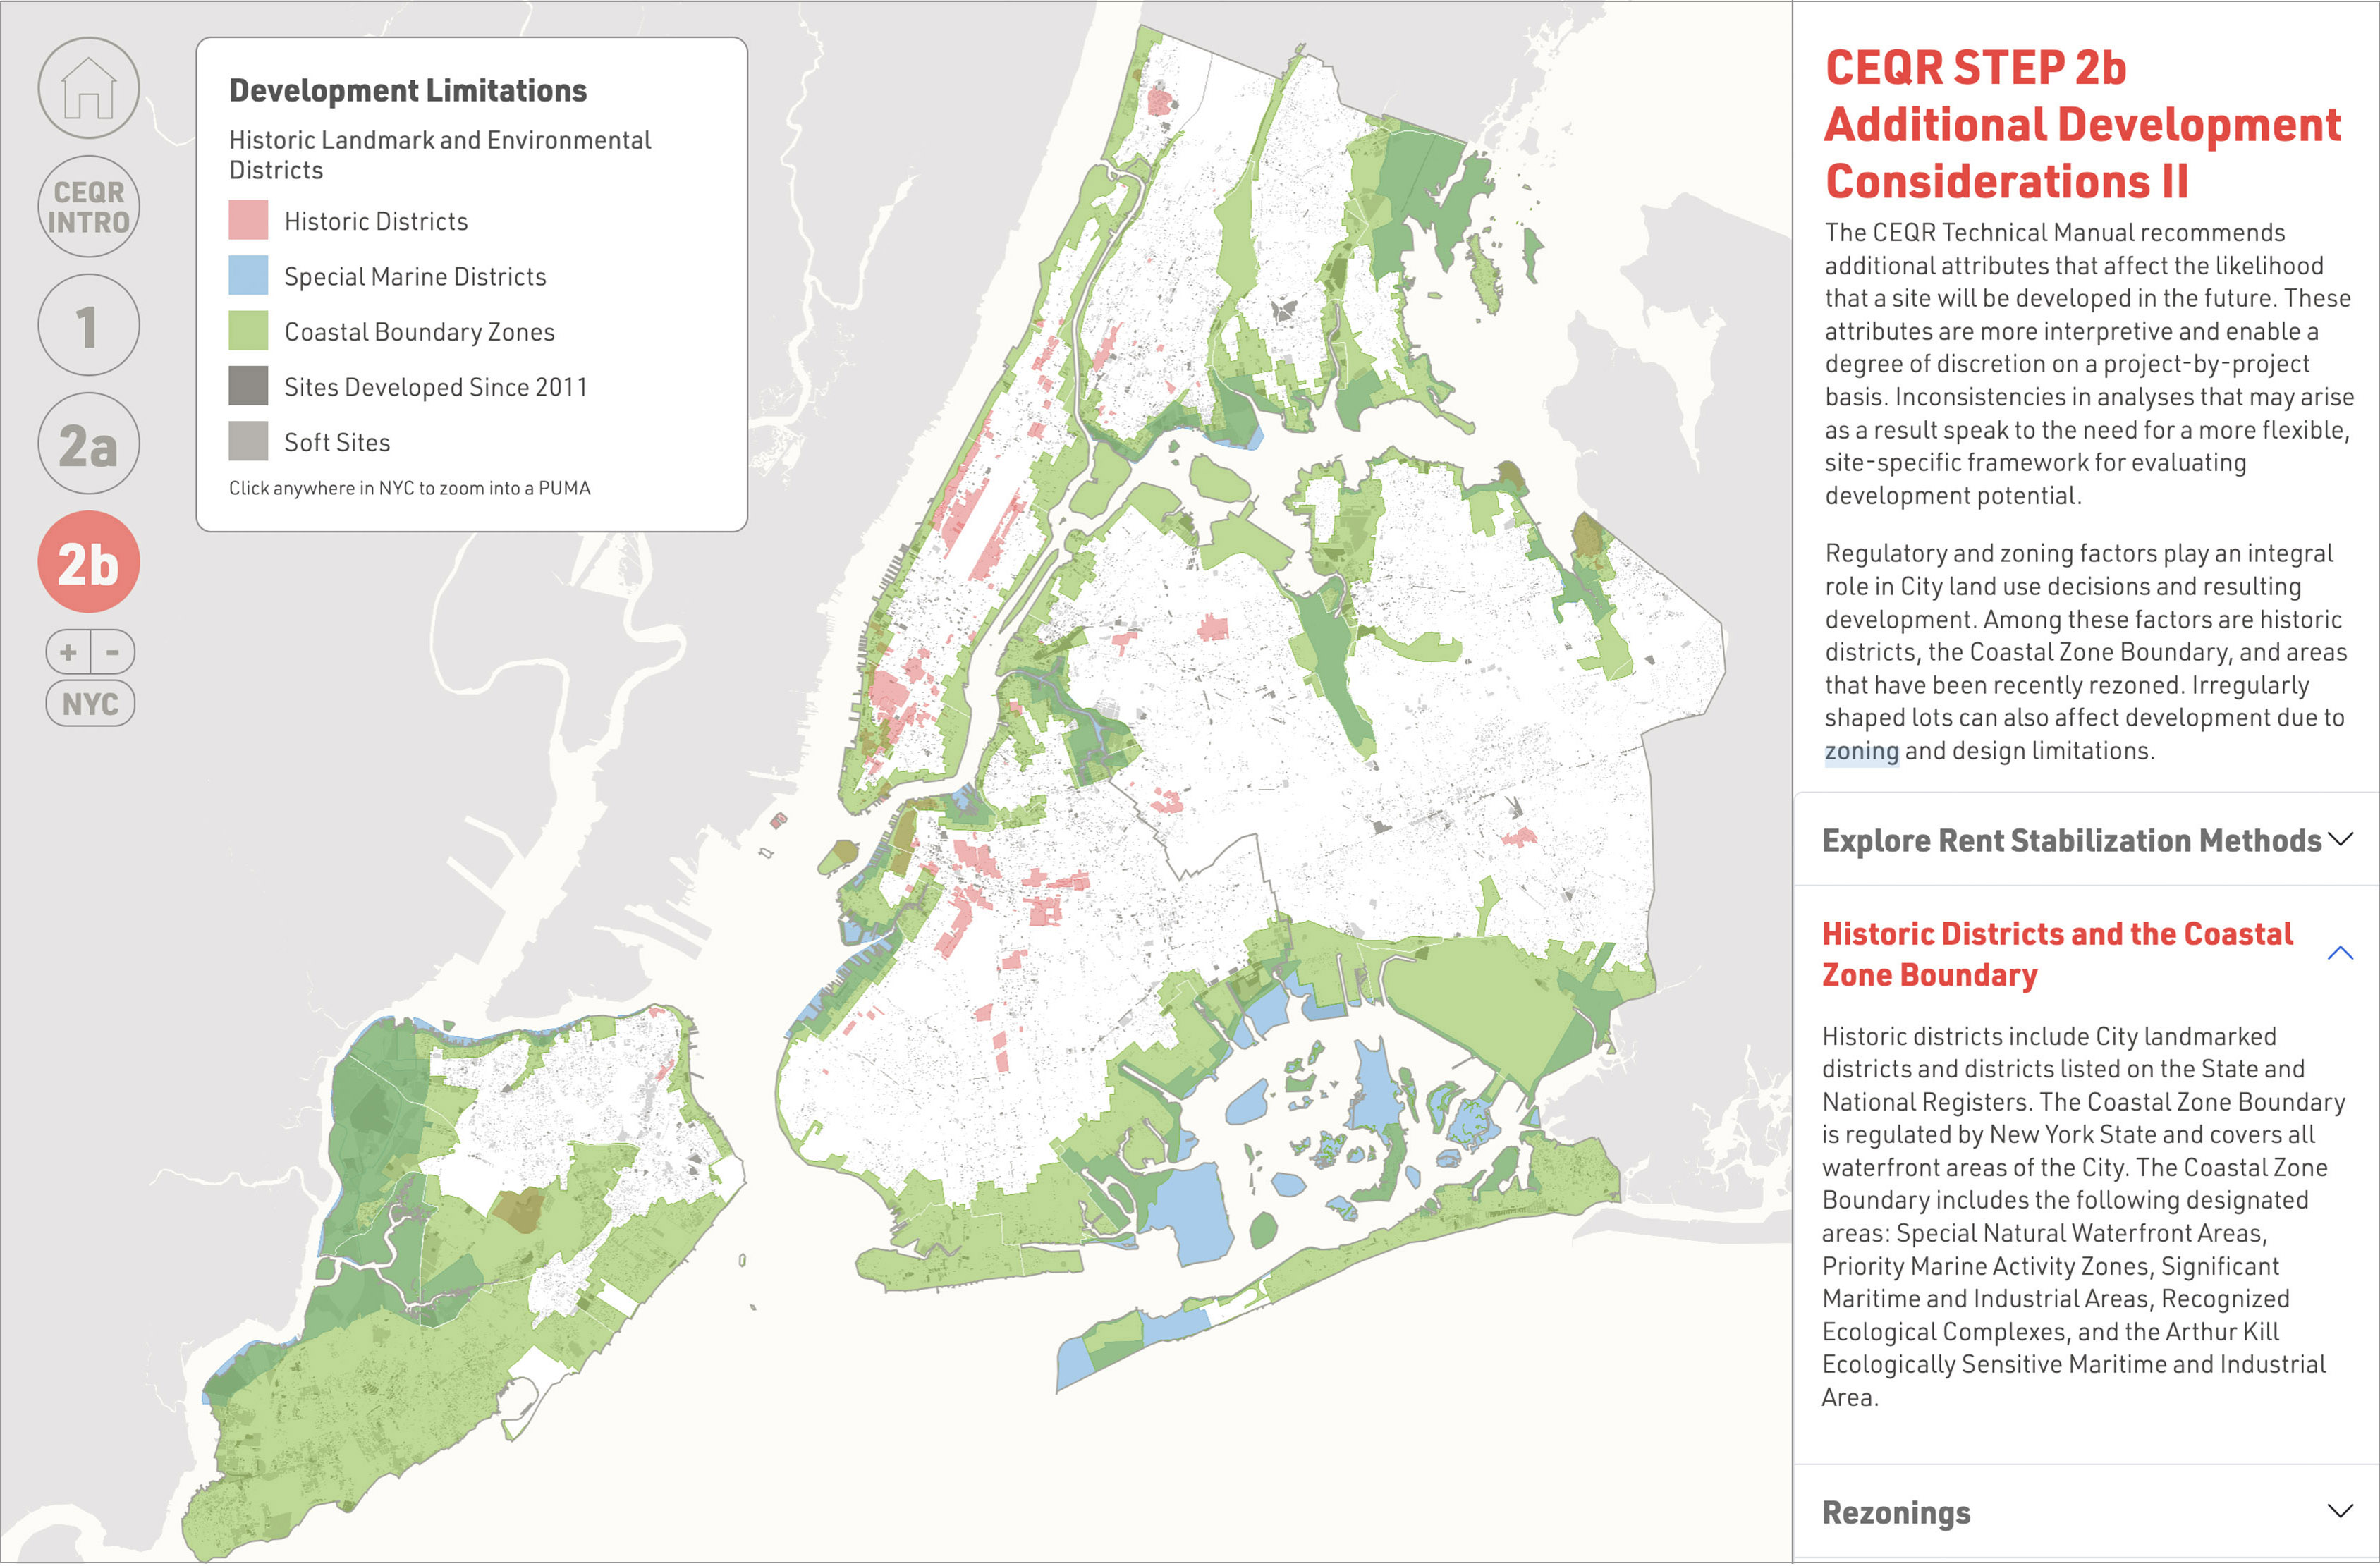 CEQR
INTRO
1
2a
2b
+ -
NYC
Development Limitations
Historic Landmark and Environmental
Districts
Historic Districts
Special Marine Districts
Coastal Boundary Zones
Sites Developed Since 2011
Soft Sites
Click anywhere in NYC to zoom into a PUMA
CEQR STEP 2b
Additional Development
Considerations II
The CEQR Technical Manual recommends
additional attributes that affect the likelihood
that a site will be developed in the future. These
attributes are more interpretive and enable a
degree of discretion on a project-by-project
basis. Inconsistencies in analyses that may arise
as a result speak to the need for a more flexible,
site-specific framework for evaluating
development potential.
Regulatory and zoning factors play an integral
role in City land use decisions and resulting
development. Among these factors are historic
districts, the Coastal Zone Boundary, and areas
that have been recently rezoned. Irregularly
shaped lots can also affect development due to
zoning and design limitations.
Explore Rent Stabilization Methods
Historic Districts and the Coastal
Zone Boundary
Historic districts include City landmarked
districts and districts listed on the State and
National Registers. The Coastal Zone Boundary
is regulated by New York State and covers all
waterfront areas of the City. The Coastal Zone
Boundary includes the following designated
areas: Special Natural Waterfront Areas,
Priority Marine Activity Zones, Significant
Maritime and Industrial Areas, Recognized
Ecological Complexes, and the Arthur Kill
Ecologically Sensitive Maritime and Industrial
Area.
Rezonings